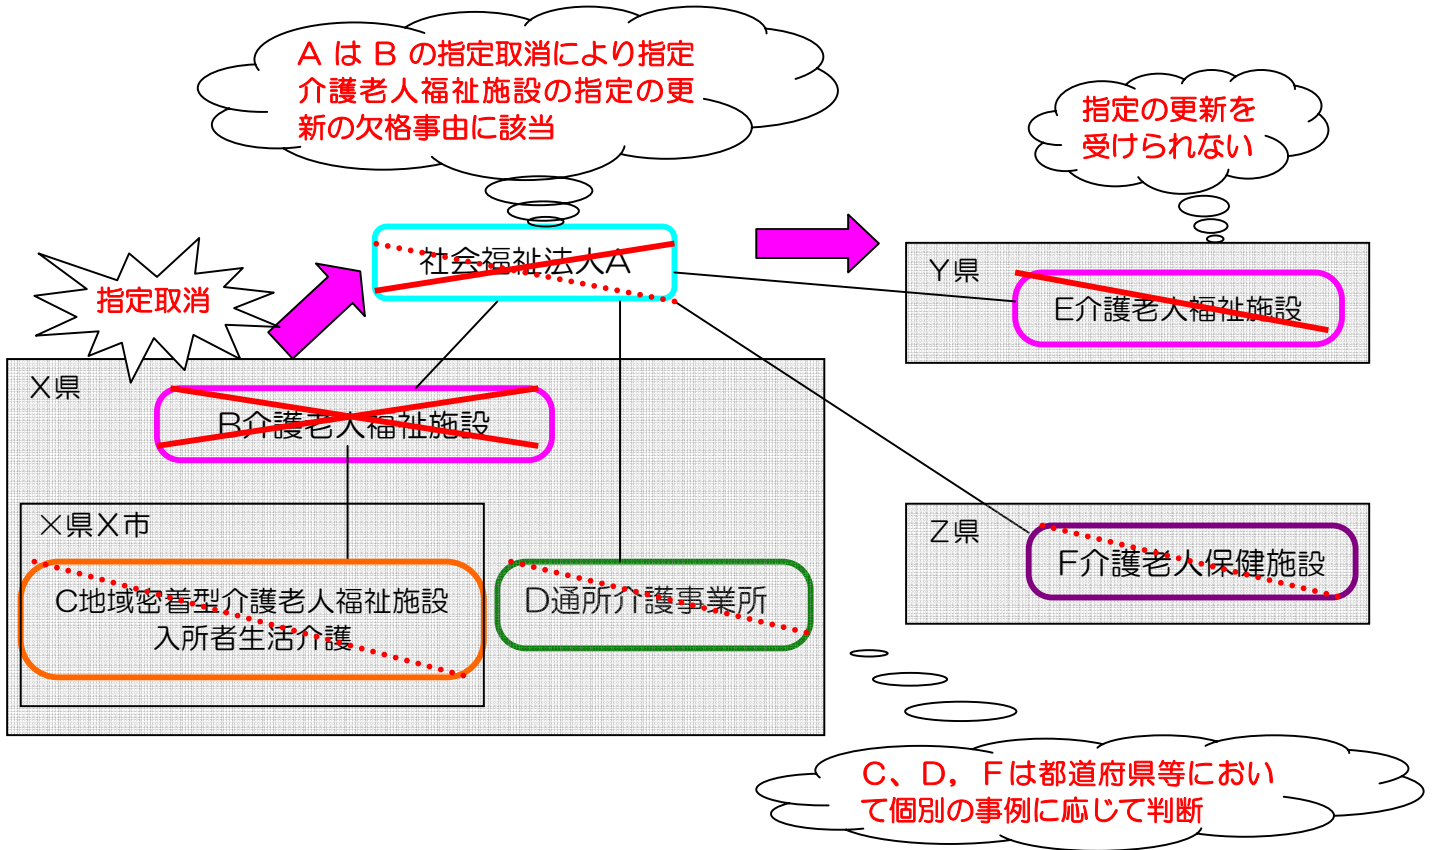 A は B の指定取消により指定
介護老人福祉施設の指定の更
新の欠格事由に該当
指定の更新を
受けられない
指定取消
社会福祉法人A
Y県
E介護老人福祉施設
X県
B介護老人福祉施設
X県X市
C地域密着型介護老人福祉施設
入所者生活介護
D通所介護事業所
Z県
F介護老人保健施設
C、D，Fは都道府県等におい
て個別の事例に応じて判断